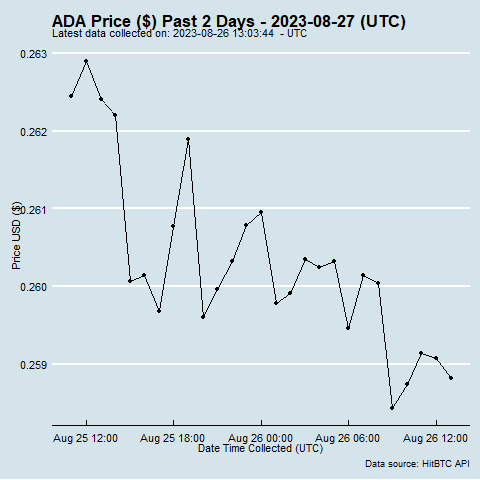 ADA Price ($) Past 2 Days - 2023-08-27 (UTC)
Latest data collected on: 2023-08-26 13:03:44  - UTC
0.263
0.262
0.261
0.260
0.259
Price USD ($)
Aug 25 12:00
Aug 25 18:00
Aug 26 00:00
Aug 26 06:00
Aug 26 12:00
Date Time Collected (UTC)
Data source: HitBTC API